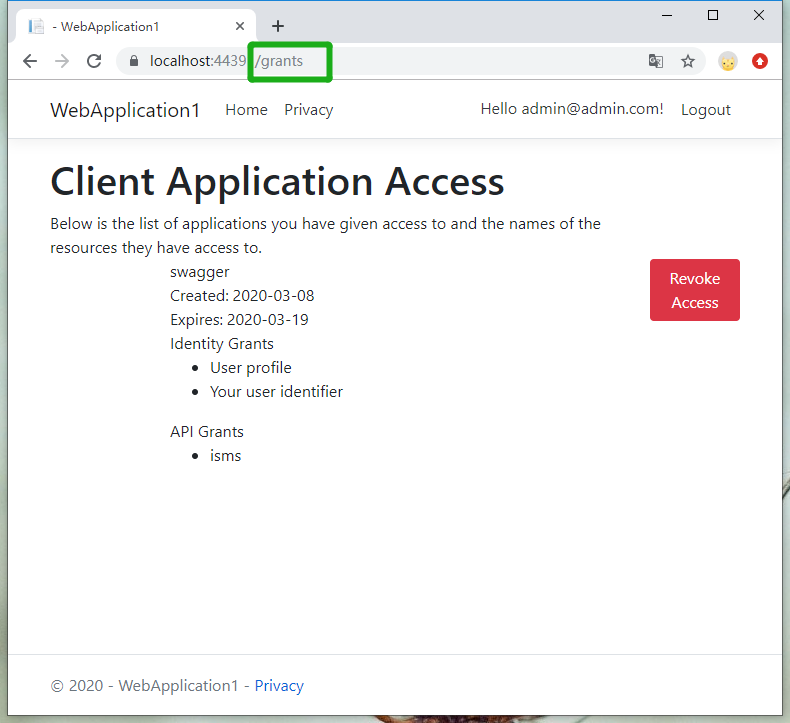 - WebApplication1
localhost:4439 /grants
WebApplication1 Home Privacy Hello admin@admin.com! Logout
Client Application Access
Below is the list of applications you have given access to and the names of the
resources they have access to.
swagger
Revoke
Access
Created: 2020-03-08
Expires: 2020-03-19
Identity Grants
• User profile
• Your user identifier
API Grants
• isms
© 2020 - WebApplication1 - Privacy